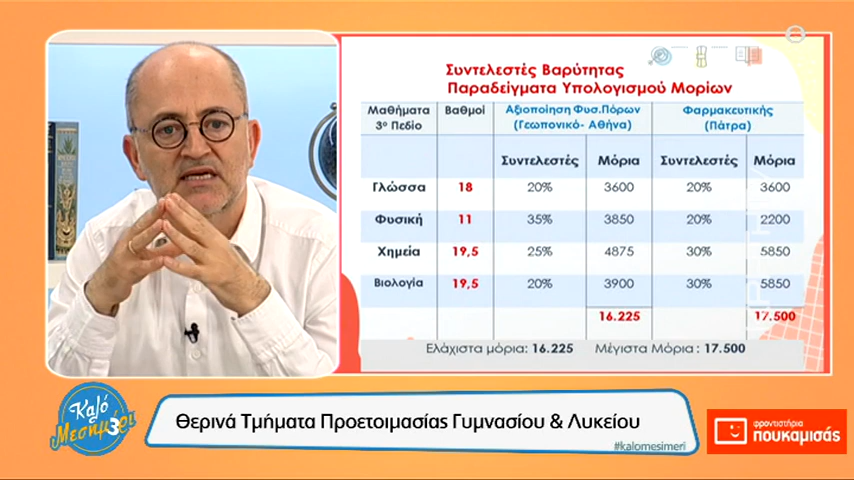 Συντελεστές Βαρύτητας
Παραδείγματα Υπολογισμού Μορίων
Μαθήματα 3ο Πεδίο Βαθμοί Αξιοποίηση Φυσ.Πόρων (Γεωπονικό- Αθήνα) Φαρμακευτικής (Πάτρα)
Συντελεστές Μόρια Συντελεστές Μόρια
Γλώσσα 18 20% 3600 20% 3600
Φυσική 11 35% 3850 20% 2200
Χημεία 19,5 25% 4875 30% 5850
Βιολογία 19,5 20% 3900 30% 5850
16.225 17.500
Ελάχιστα μόρια: 16.225 Μέγιστα Μόρια : 17.500
Καλό
Μεσημ3ρι
Θερινά Τμήματα Προετοιμασίας Γυμνασίου & Λυκείου
#kalomesimeri
φροντιστήρια
πουκαμισάς